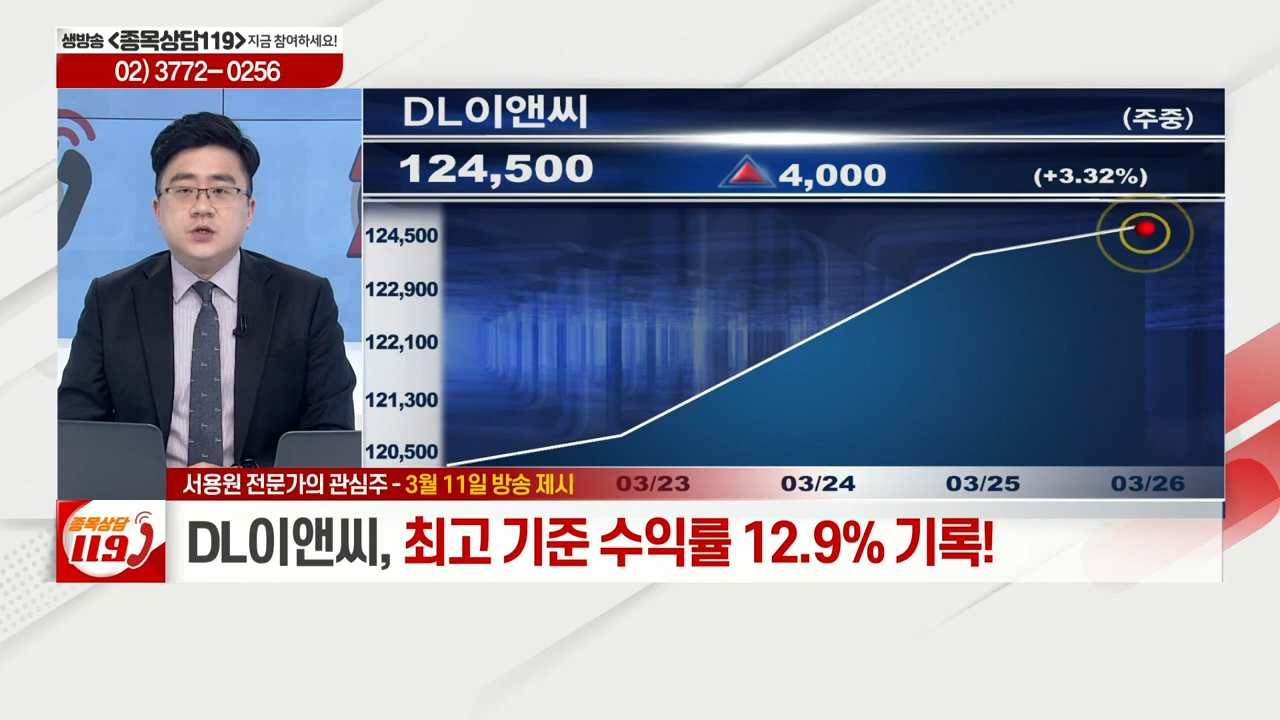 생방송 <종목상담119> 지금 참여하세요!
02) 3772-0256
DL이앤씨
(주중)
124,500
4,000
(+3.32%)
124,500
122,900
122,100
121,300
120,500
03/23
03/24
03/25
03/26
서용원 전문가의 관심주 - 3월 11일 방송 제시
종목상담
119
DL이앤씨, 최고 기준 수익률 12.9% 기록!